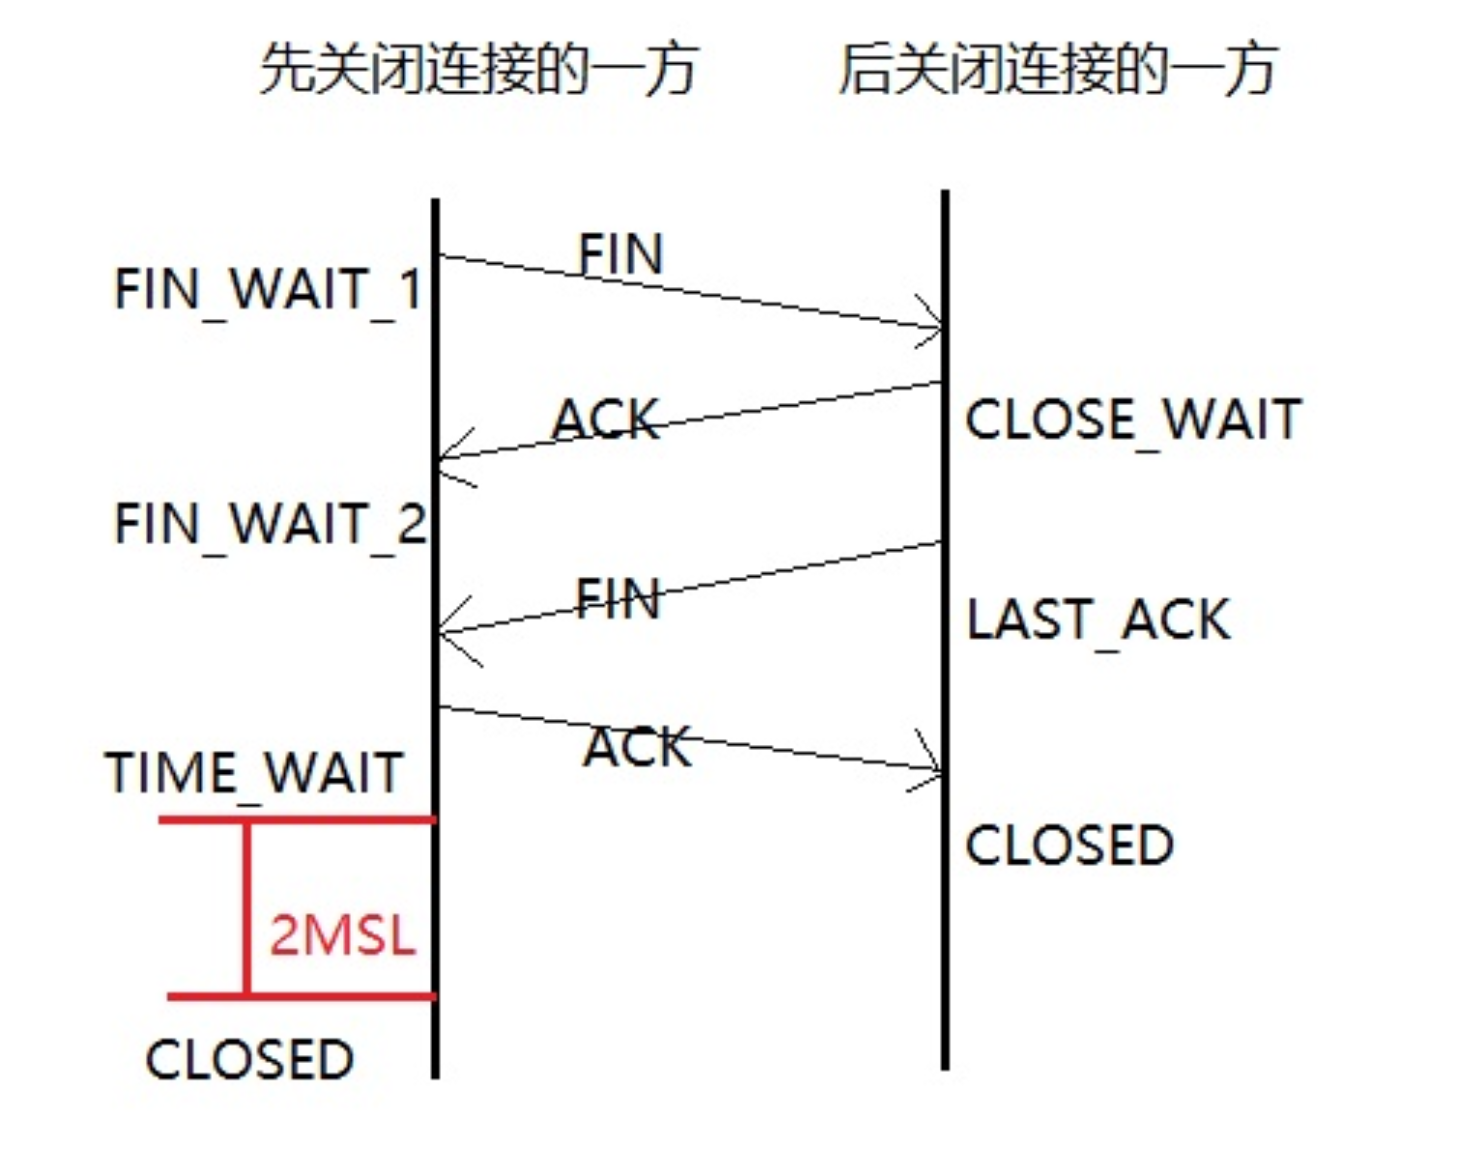 先关闭连接的一方
后关闭连接的一方
FIN
FIN_WAIT_1
ACK
CLOSE_WAIT
FIN_WAIT_2
FIN
LAST_ACK
ACK
TIME_WAIT
CLOSED
2MSL
CLOSED